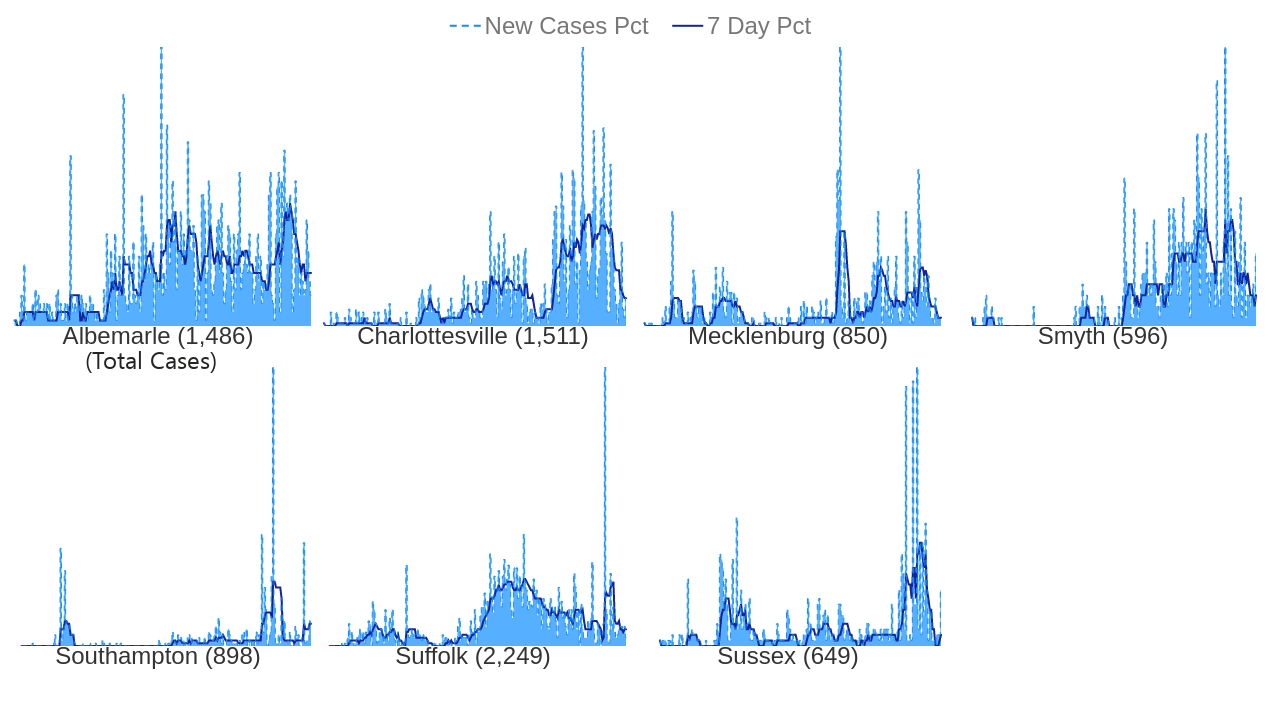 New Cases Pct 7 Day Pct
Albemarle (1,486) Charlottesville (1,511) Mecklenburg (850) Smyth (596)
(Total Cases)
Southampton (898) Suffolk (2,249) Sussex (649)